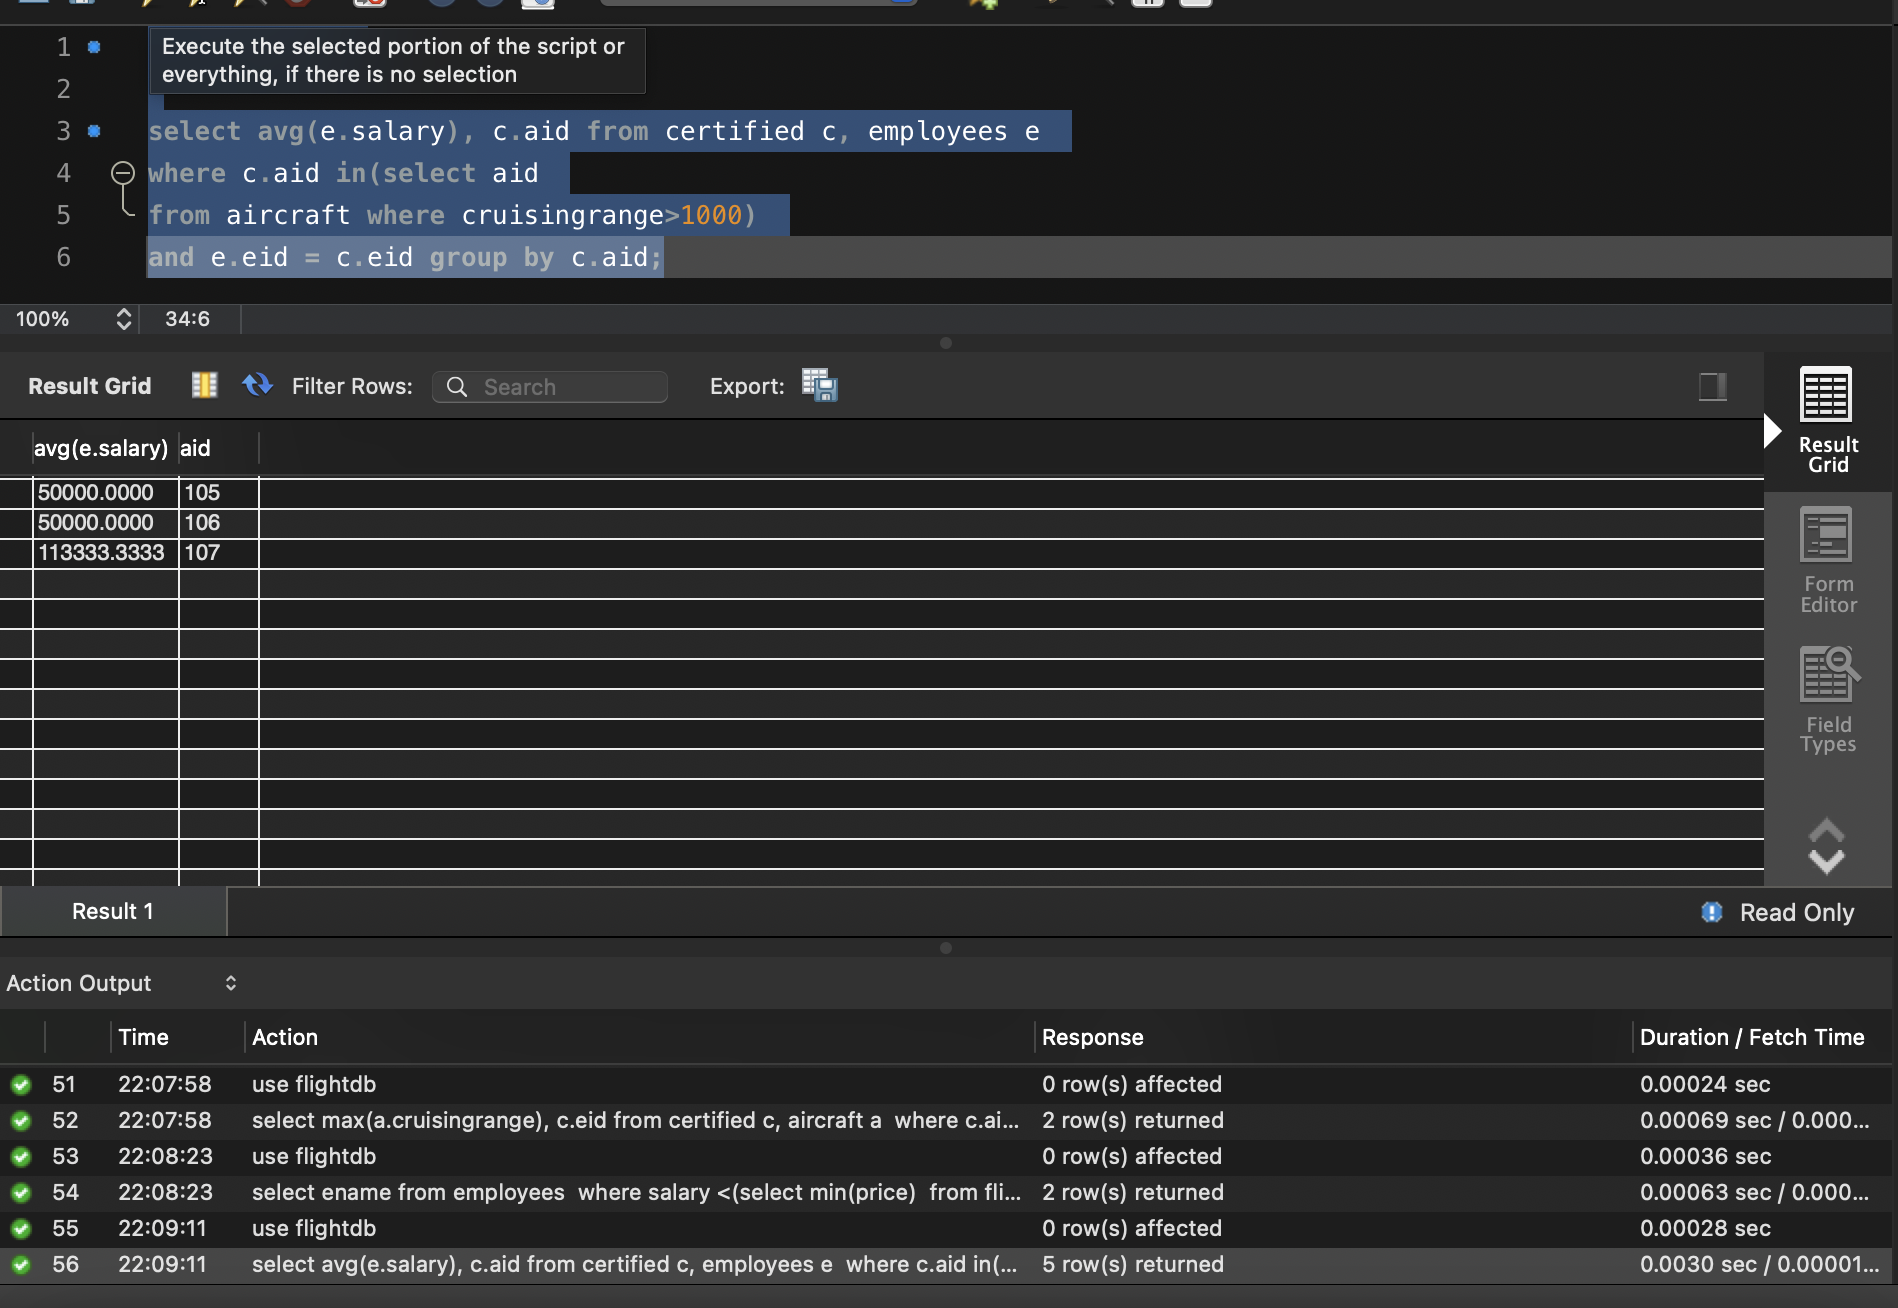 Execute the selected portion of the script or
everything, if there is no selection
1
2
3 select avg(e.salary), c.aid from certified c, employees e
4 where c.aid in(select aid
5 from aircraft where cruisingrange>1000)
6 and e.eid = c.eid group by c.aid;
100% 34:6
Result Grid Filter Rows: Search Export:
avg(e.salary) aid
50000.0000 105
50000.0000 106
113333.3333 107
Result
Grid
Form
Editor
Field
Types
Result 1 Read Only
Action Output
Time Action Response Duration / Fetch Time
51 22:07:58 use flightdb 0 row(s) affected 0.00024 sec
52 22:07:58 select max(a.cruisingrange), c.eid from certified c, aircraft a  where c.ai... 2 row(s) returned 0.00069 sec / 0.000...
53 22:08:23 use flightdb 0 row(s) affected 0.00036 sec
54 22:08:23 select ename from employees  where salary <(select min(price)  from fli... 2 row(s) returned 0.00063 sec / 0.000...
55 22:09:11 use flightdb 0 row(s) affected 0.00028 sec
56 22:09:11 select avg(e.salary), c.aid from certified c, employees e  where c.aid in(... 5 row(s) returned 0.0030 sec / 0.00001...